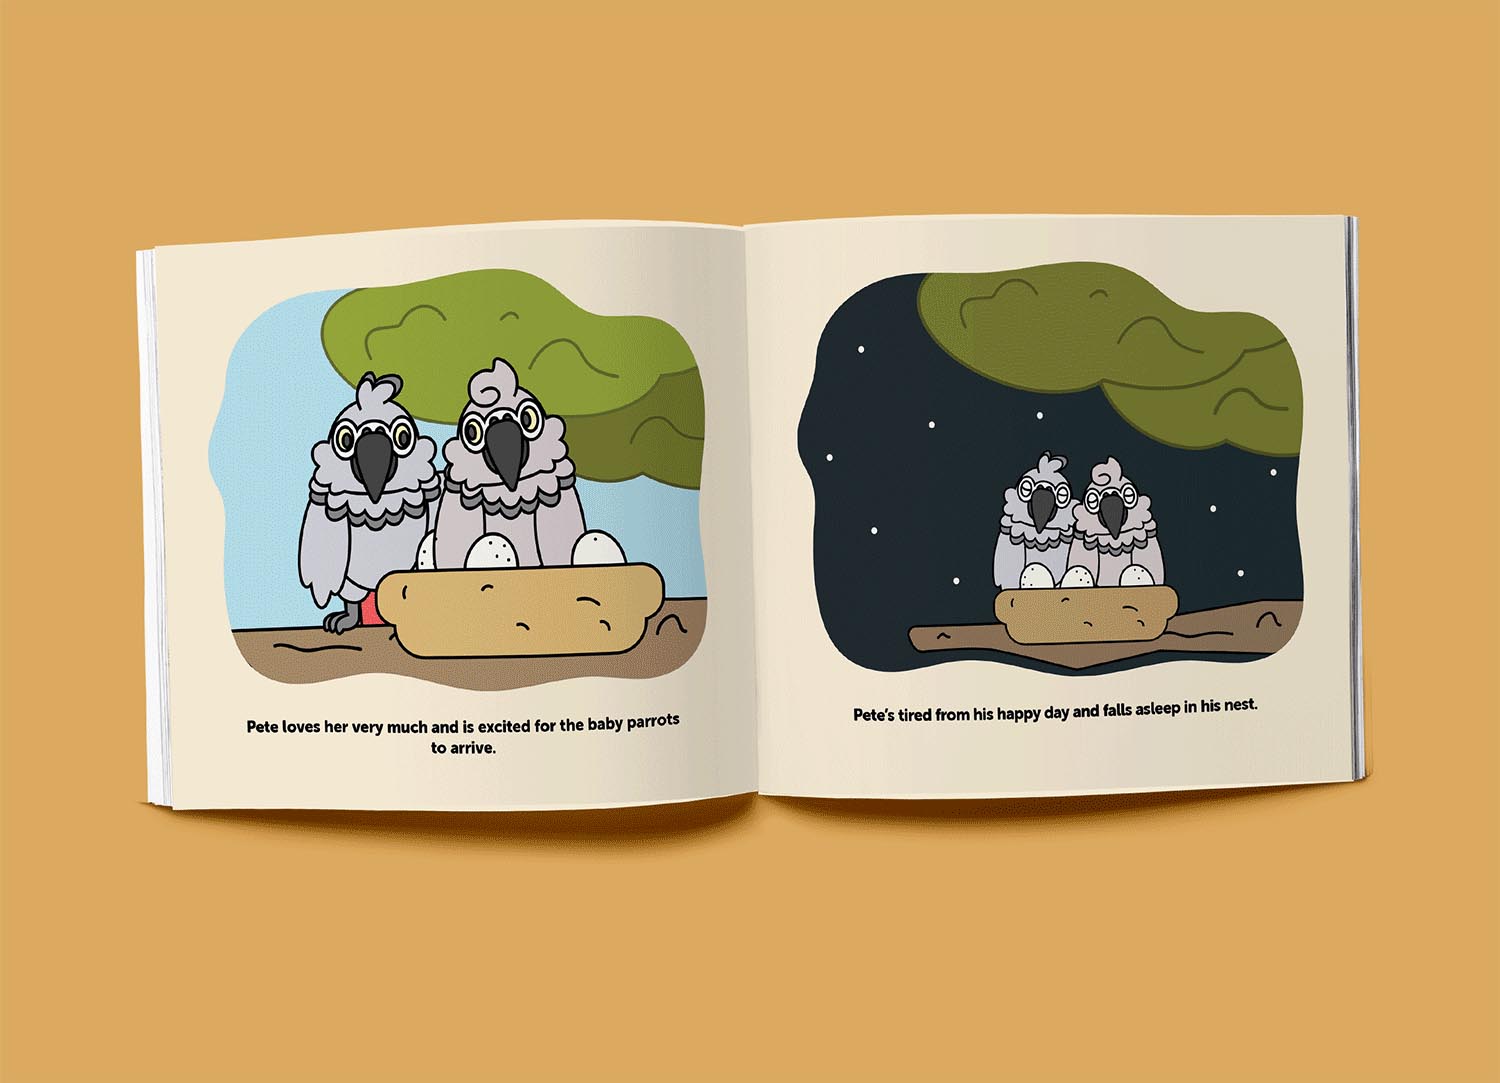 Pete loves her very much and is excited for the baby parrots
to arrive.
Pete's tired from his happy day and falls asleep in his nest.